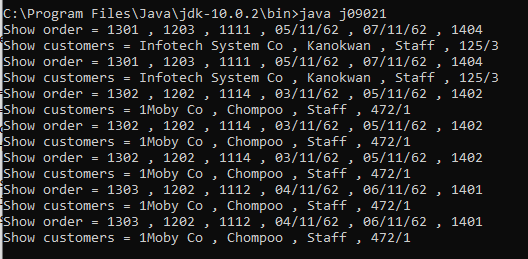 C:\Program Files\Java\jdk-10.0.2\bin>java j09021
Show order = 1301 , 1203 , 1111 , 05/11/62 , 07/11/62 , 1404
Show customers = Infotech System Co , Kanokwan , Staff , 125/3
Show order = 1301 , 1203 , 1111 , 05/11/62 , 07/11/62 , 1404
Show customers = Infotech System Co , Kanokwan , Staff , 125/3
Show order = 1302 , 1202 , 1114 , 03/11/62 , 05/11/62 , 1402
Show customers = 1Moby Co , Chompoo , Staff , 472/1
Show order = 1302 , 1202 , 1114 , 03/11/62 , 05/11/62 , 1402
Show customers = 1Moby Co , Chompoo , Staff , 472/1
Show order = 1302 , 1202 , 1114 , 03/11/62 , 05/11/62 , 1402
Show customers = 1Moby Co , Chompoo , Staff , 472/1
Show order = 1303 , 1202 , 1112 , 04/11/62 , 06/11/62 , 1401
Show customers = 1Moby Co , Chompoo , Staff , 472/1
Show order = 1303 , 1202 , 1112 , 04/11/62 , 06/11/62 , 1401
Show customers = 1Moby Co , Chompoo , Staff , 472/1